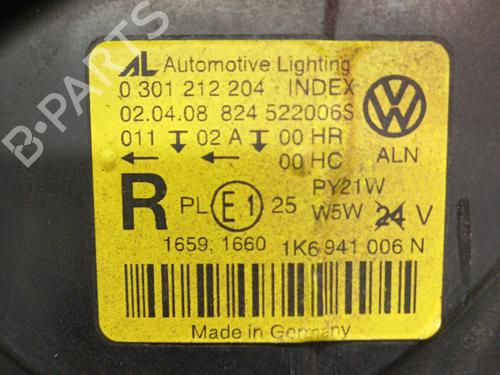 AL Automotive Lighting
0 301 212 204 INDEX
02.04.08 824 522006S
011 02 A 00 HR
00 HC
ALN
R PL E1 25
PY21W
W5W 24 V
1659, 1660 1K6 941 006 N
Made in Germany
B-PARTS